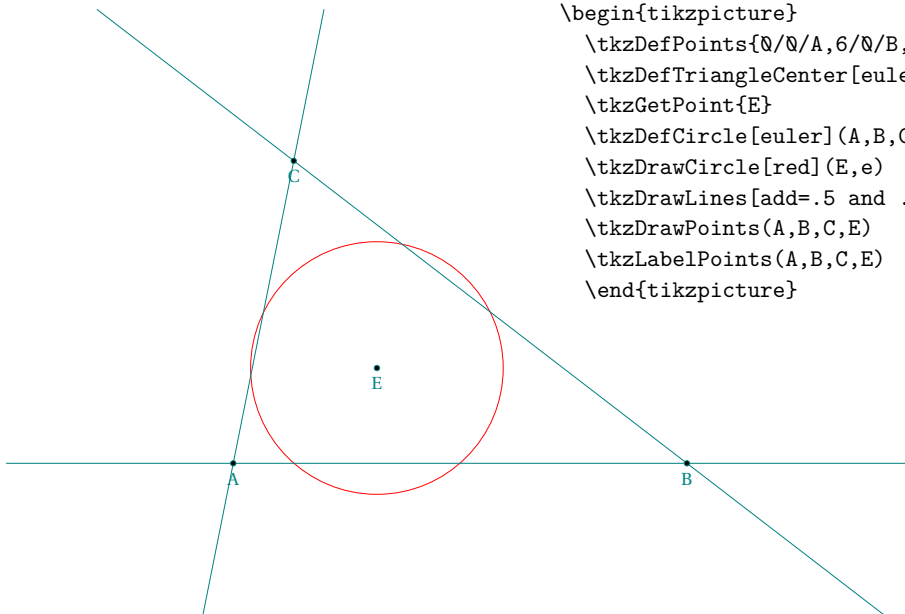 \begin{tikzpicture}
\tkzDefPoints{0/0/A,6/0/B,
\tkzDefTriangleCenter[eule
\tkzGetPoint{E}
\tkzDefCircle[euler](A,B,C
\tkzDrawCircle[red](E,e)
\tkzDrawLines[add=.5 and .
\tkzDrawPoints(A,B,C,E)
\tkzLabelPoints(A,B,C,E)
\end{tikzpicture}
C
E
A
B